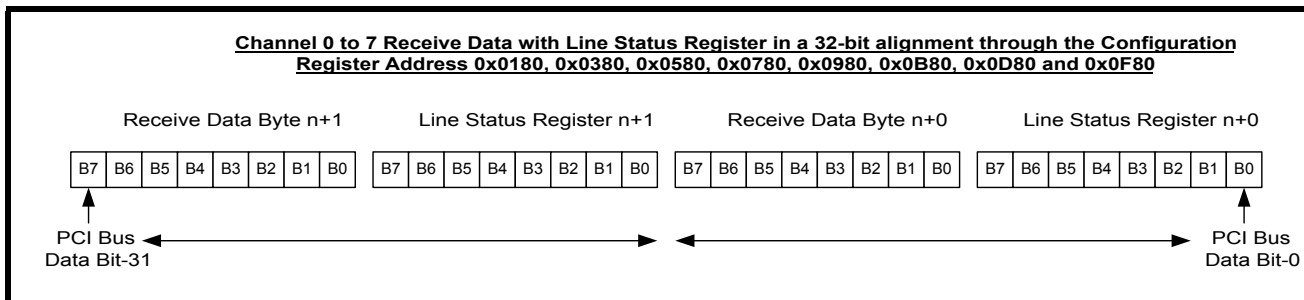 Channel 0 to 7 Receive Data with Line Status Register in a 32-bit alignment through the Configuration
Register Address 0x0180, 0x0380, 0x0580, 0x0780, 0x0980, 0x0B80, 0x0D80 and 0x0F80
Receive Data Byte n+1 Line Status Register n+1 Receive Data Byte n+0 Line Status Register n+0
B7 B6 B5 B4 B3 B2 B1 B0 B7 B6 B5 B4 B3 B2 B1 B0 B7 B6 B5 B4 B3 B2 B1 B0 B7 B6 B5 B4 B3 B2 B1 B0
PCI Bus PCI Bus
Data Bit-31 Data Bit-0